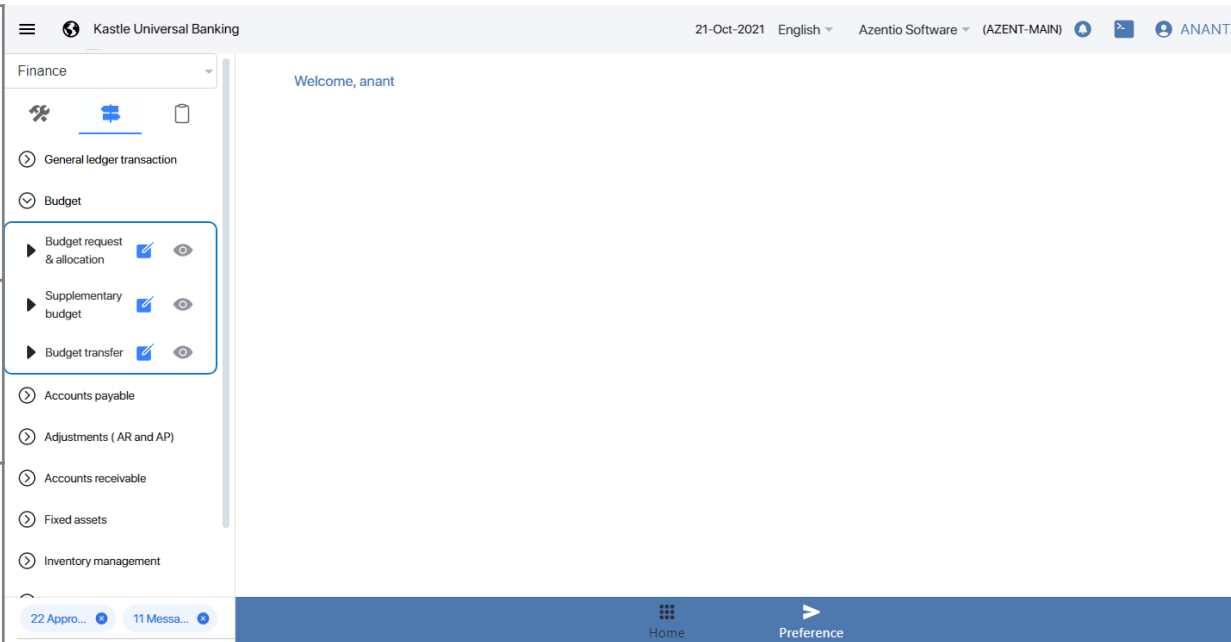 Kastle Universal Banking
21-Oct-2021 English Azentio Software (AZENT-MAIN) ANANT
Finance
Welcome, anant
General ledger transaction
Budget
Budget request
& allocation
Supplementary
budget
Budget transfer
Accounts payable
Adjustments ( AR and AP)
Accounts receivable
Fixed assets
Inventory management
22 Appro... 11 Messa...
Home
Preference